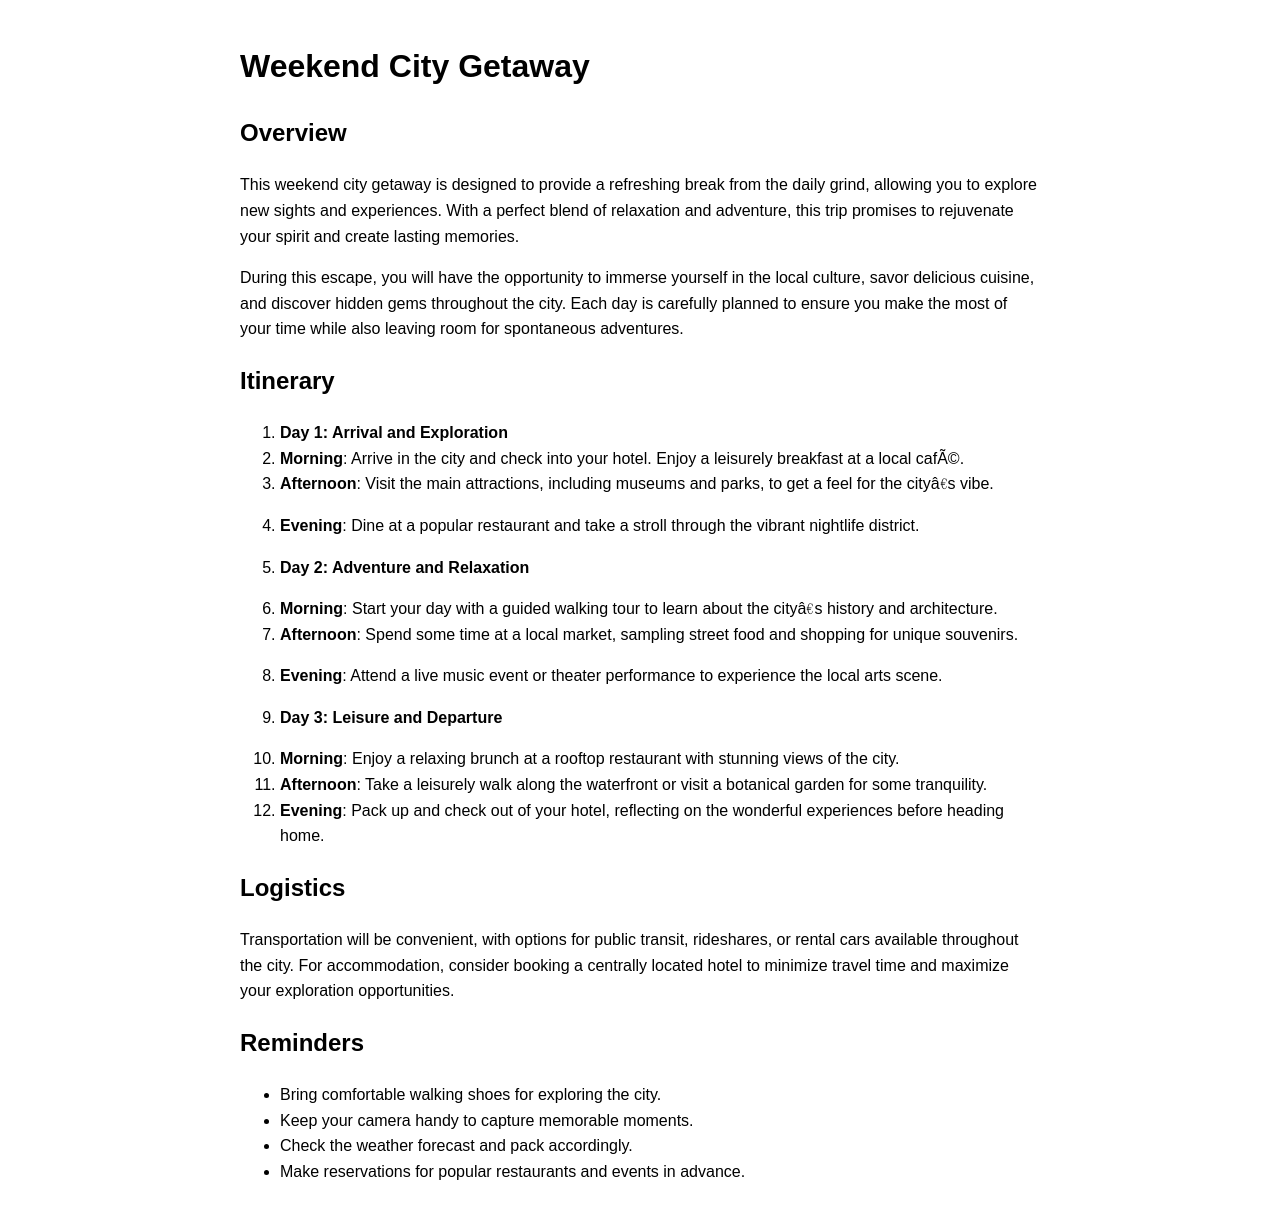 Weekend City Getaway
Overview
This weekend city getaway is designed to provide a refreshing break from the daily grind, allowing you to explore
new sights and experiences. With a perfect blend of relaxation and adventure, this trip promises to rejuvenate
your spirit and create lasting memories.
During this escape, you will have the opportunity to immerse yourself in the local culture, savor delicious cuisine,
and discover hidden gems throughout the city. Each day is carefully planned to ensure you make the most of
your time while also leaving room for spontaneous adventures.
Itinerary
1. Day 1: Arrival and Exploration
2. Morning: Arrive in the city and check into your hotel. Enjoy a leisurely breakfast at a local cafÃ©.
3. Afternoon: Visit the main attractions, including museums and parks, to get a feel for the cityâ€s vibe.
4. Evening: Dine at a popular restaurant and take a stroll through the vibrant nightlife district.
5. Day 2: Adventure and Relaxation
6. Morning: Start your day with a guided walking tour to learn about the cityâ€s history and architecture.
7. Afternoon: Spend some time at a local market, sampling street food and shopping for unique souvenirs.
8. Evening: Attend a live music event or theater performance to experience the local arts scene.
9. Day 3: Leisure and Departure
10. Morning: Enjoy a relaxing brunch at a rooftop restaurant with stunning views of the city.
11. Afternoon: Take a leisurely walk along the waterfront or visit a botanical garden for some tranquility.
12. Evening: Pack up and check out of your hotel, reflecting on the wonderful experiences before heading
home.
Logistics
Transportation will be convenient, with options for public transit, rideshares, or rental cars available throughout
the city. For accommodation, consider booking a centrally located hotel to minimize travel time and maximize
your exploration opportunities.
Reminders
• Bring comfortable walking shoes for exploring the city.
• Keep your camera handy to capture memorable moments.
• Check the weather forecast and pack accordingly.
• Make reservations for popular restaurants and events in advance.